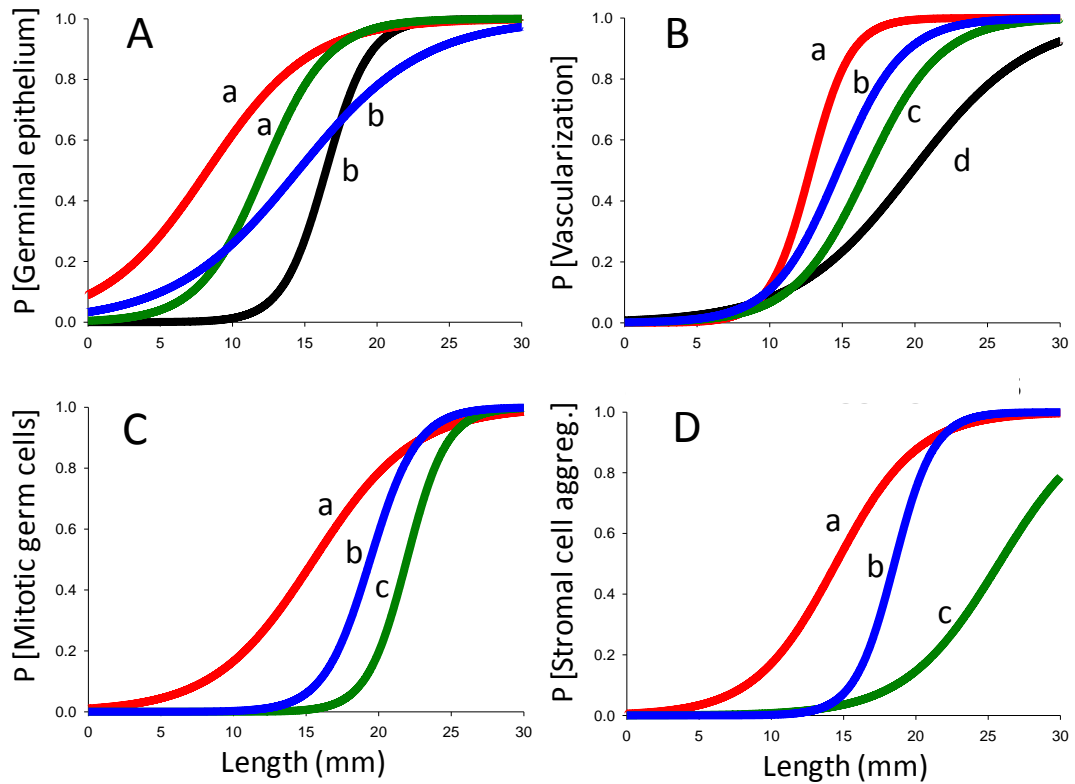 A
P [Germinal epithelium]
1.0
0.8
0.6
0.4
0.2
0.0
a
a
b
b
0
5
10
15
20
25
30
B
P [Vascularization]
1.0
0.8
0.6
0.4
0.2
0.0
a
b
c
d
0
5
10
15
20
25
30
C
P [Mitotic germ cells]
1.0
0.8
0.6
0.4
0.2
0.0
a
b
c
0
5
10
15
20
25
30
Length (mm)
D
P [Stromal cell aggreg.]
1.0
0.8
0.6
0.4
0.2
0.0
a
b
c
0
5
10
15
20
25
30
Length (mm)